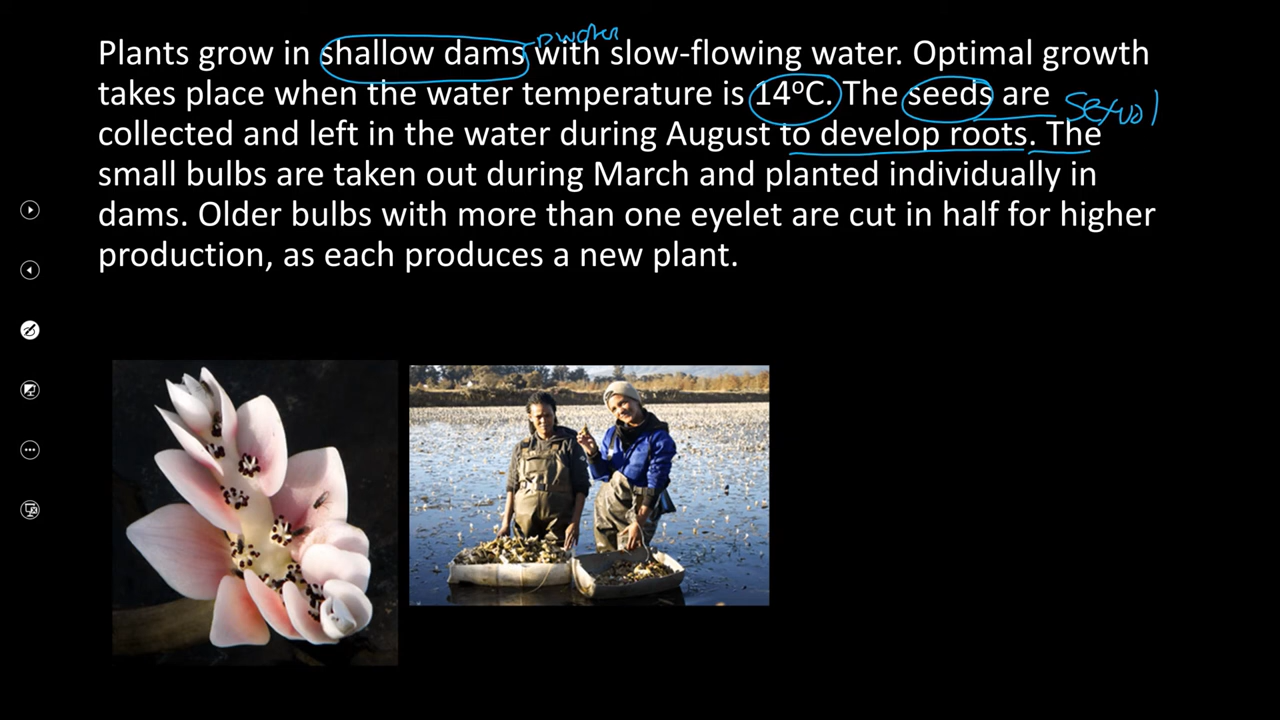 Plants grow in shallow dams with slow-flowing water. Optimal growth
water
takes place when the water temperature is 14°C. The seeds are
sexual
collected and left in the water during August to develop roots. The
small bulbs are taken out during March and planted individually in
dams. Older bulbs with more than one eyelet are cut in half for higher
production, as each produces a new plant.